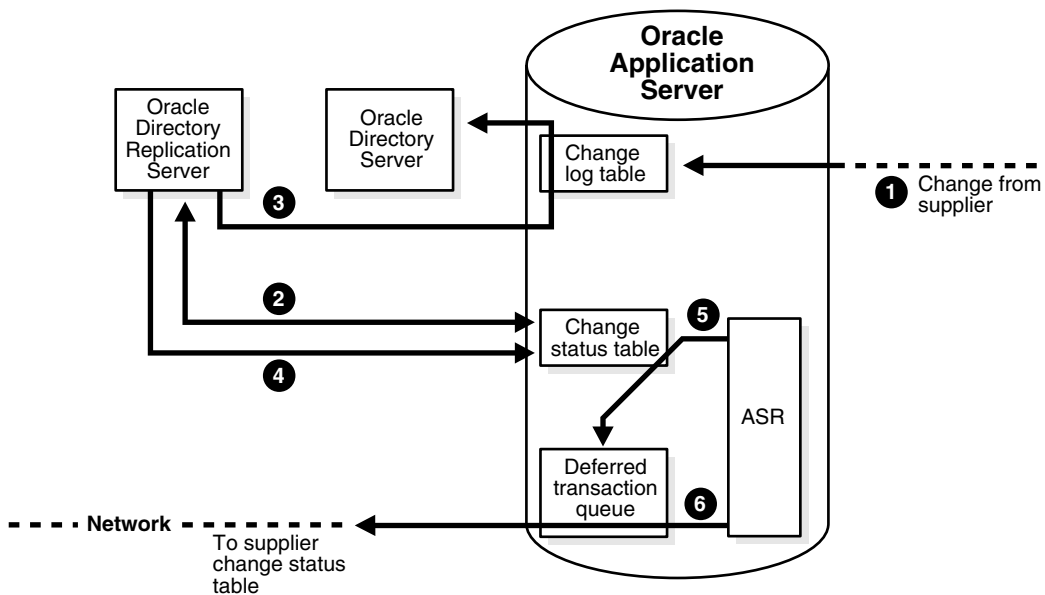 Oracle
Application
Server
Oracle
Directory
Replication
Server
Oracle
Directory
Server
Change
log table
1
Change from
supplier
3
2
Change
status table
5
4
ASR
Deferred
transaction
queue
6
Network
To supplier
change status
table